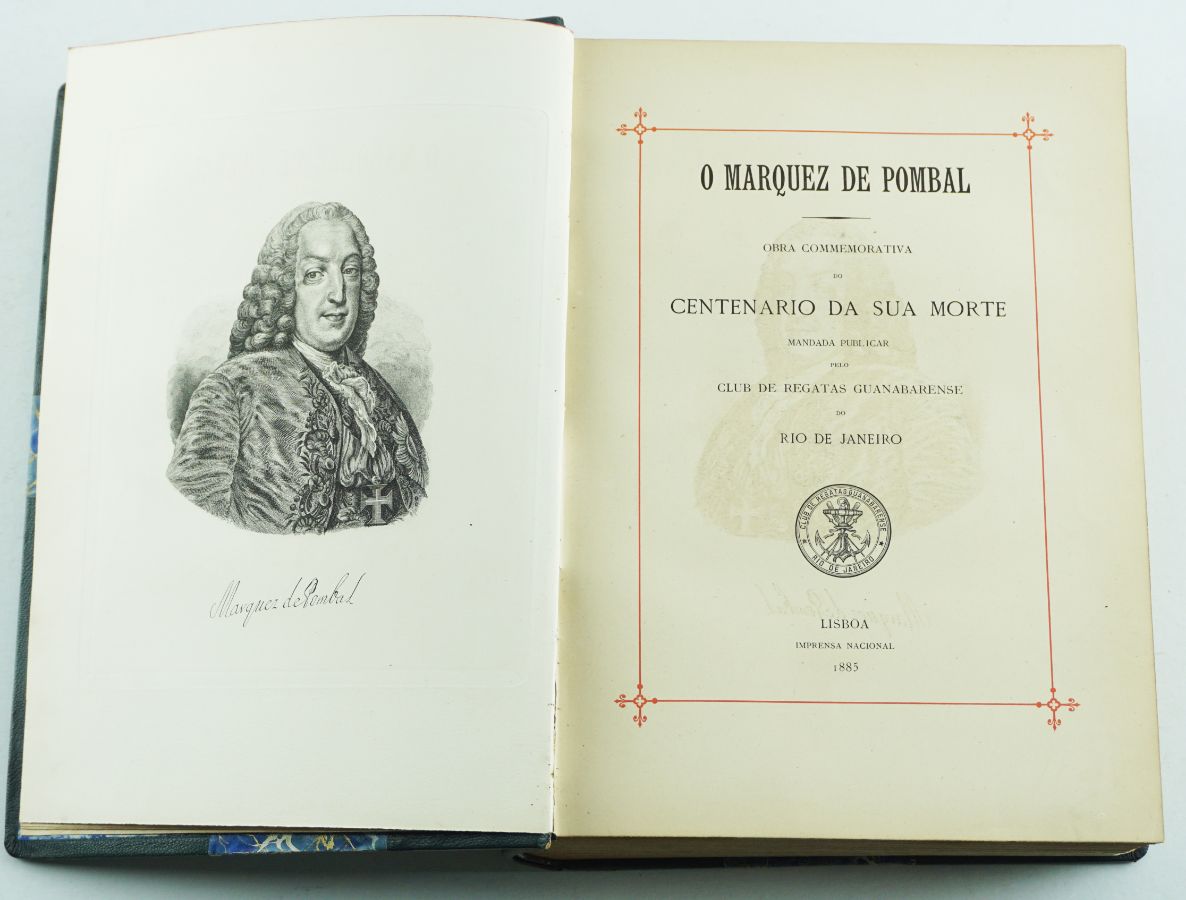 Marquez de Pombal
O MARQUEZ DE POMBAL
OBRA COMMEMORATIVA
DO
CENTENARIO DA SUA MORTE
MANDADA PUBLICAR
PELO
CLUB DE REGATAS GUANABARENSE
DO
RIO DE JANEIRO
CLUB DE REGATAS GUANABARENSE
RIO DE JANEIRO
LISBOA
IMPRENSA NACIONAL
1885